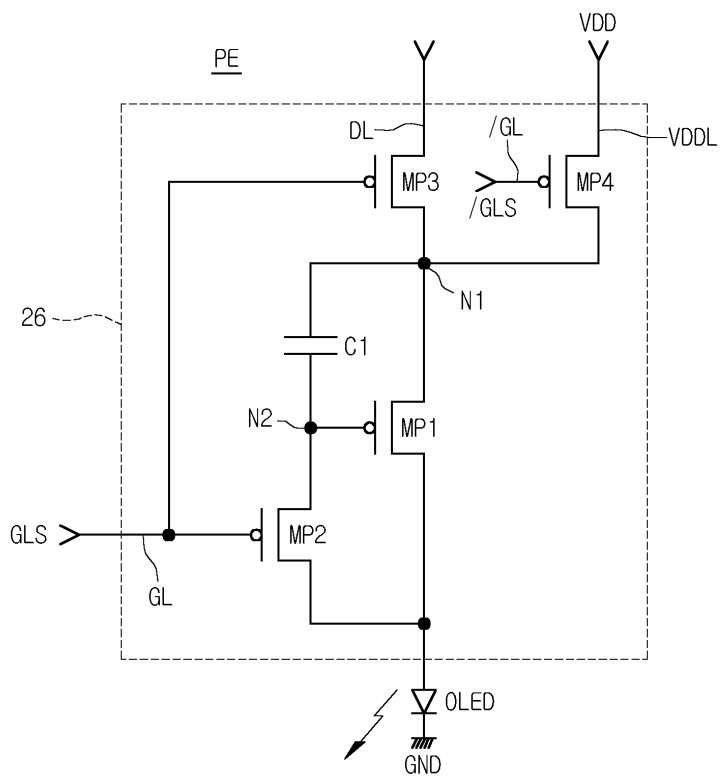 PE
VDD
DL
/GL
VDDL
MP3
MP4
/GLS
N1
26
C1
N2
MP1
GLS
MP2
GL
OLED
GND